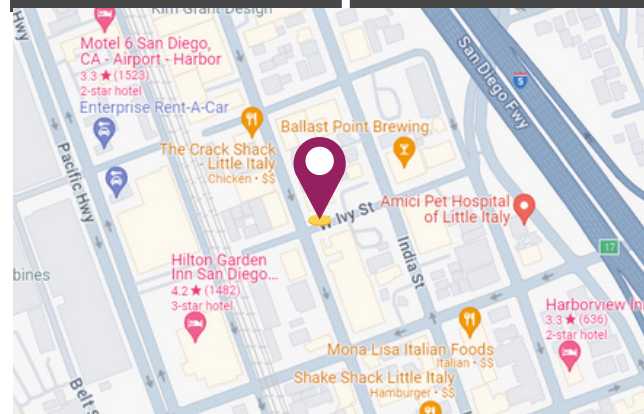 Kim Grant Design
Hwy
Motel 6 San Diego,
CA - Airport - Harbor
3.3 ★ (1523)
2-star hotel
San Diego Fwy
5
Enterprise Rent-A-Car
Ballast Point Brewing
The Crack Shack
- Little Italy
Chicken • $$
Pacific Hwy
Amici Pet Hospital
of Little Italy
W Ivy St
India St
17
Hilton Garden
Inn San Diego...
4.2 ★ (1482)
3-star hotel
bines
Harborview In
3.3 ★ (636)
2-star hotel
Mona Lisa Italian Foods
Italian • $$
Shake Shack Little Italy
Hamburger • $$
Belt S